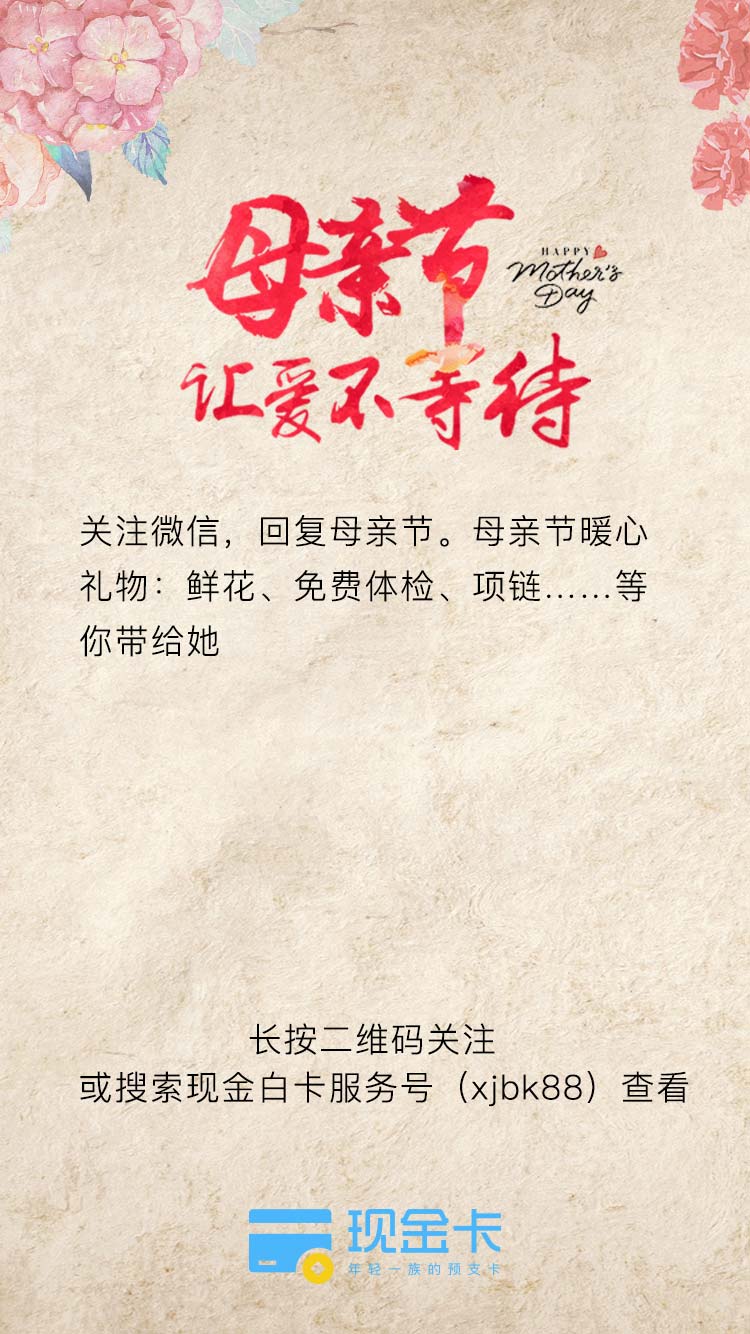 母亲节
HAPPY
Mother's
Day
让爱不等待
关注微信，回复母亲节。母亲节暖心
礼物：鲜花、免费体检、项链……等
你带给她
长按二维码关注
或搜索现金白卡服务号（xjbk88）查看
现金卡
年轻一族的预支卡